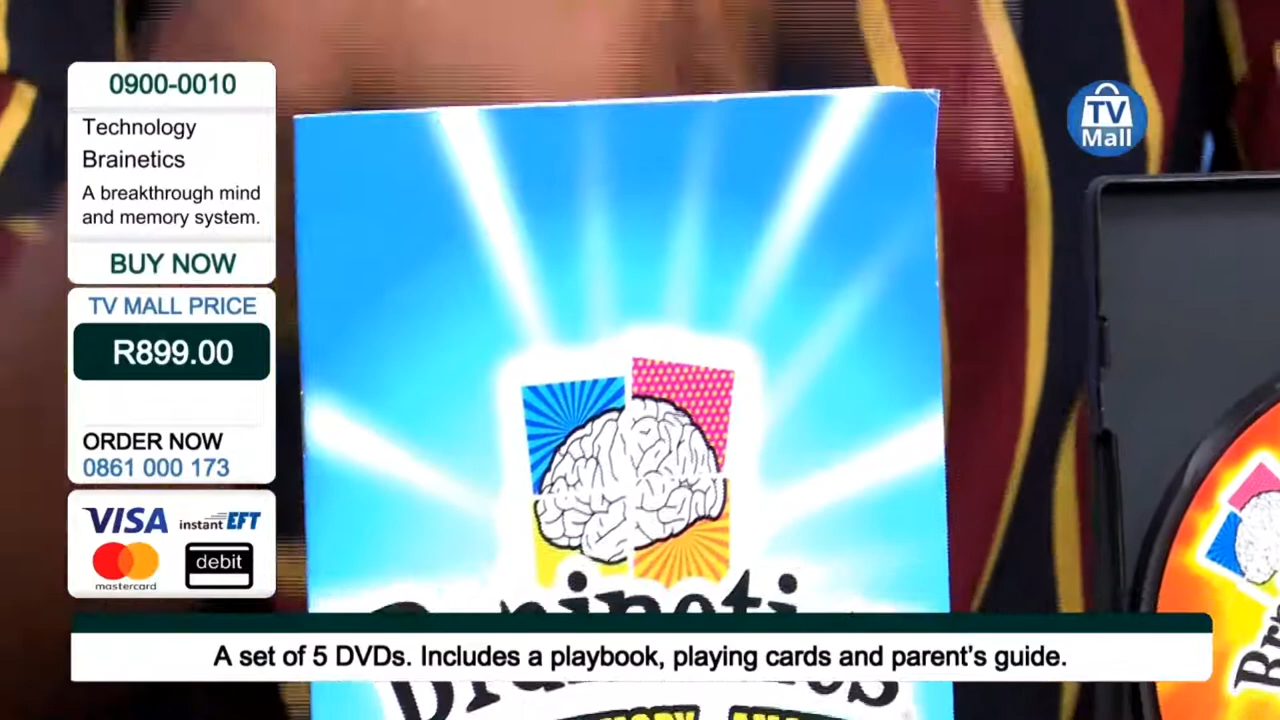 0900-0010
Technology
Brainetics
A breakthrough mind
and memory system.
BUY NOW
TV MALL PRICE
R899.00
ORDER NOW
0861 000 173
VISA
instant EFT
mastercard
debit
TV
Mall
Brainetics
A set of 5 DVDs. Includes a playbook, playing cards and parent's guide.